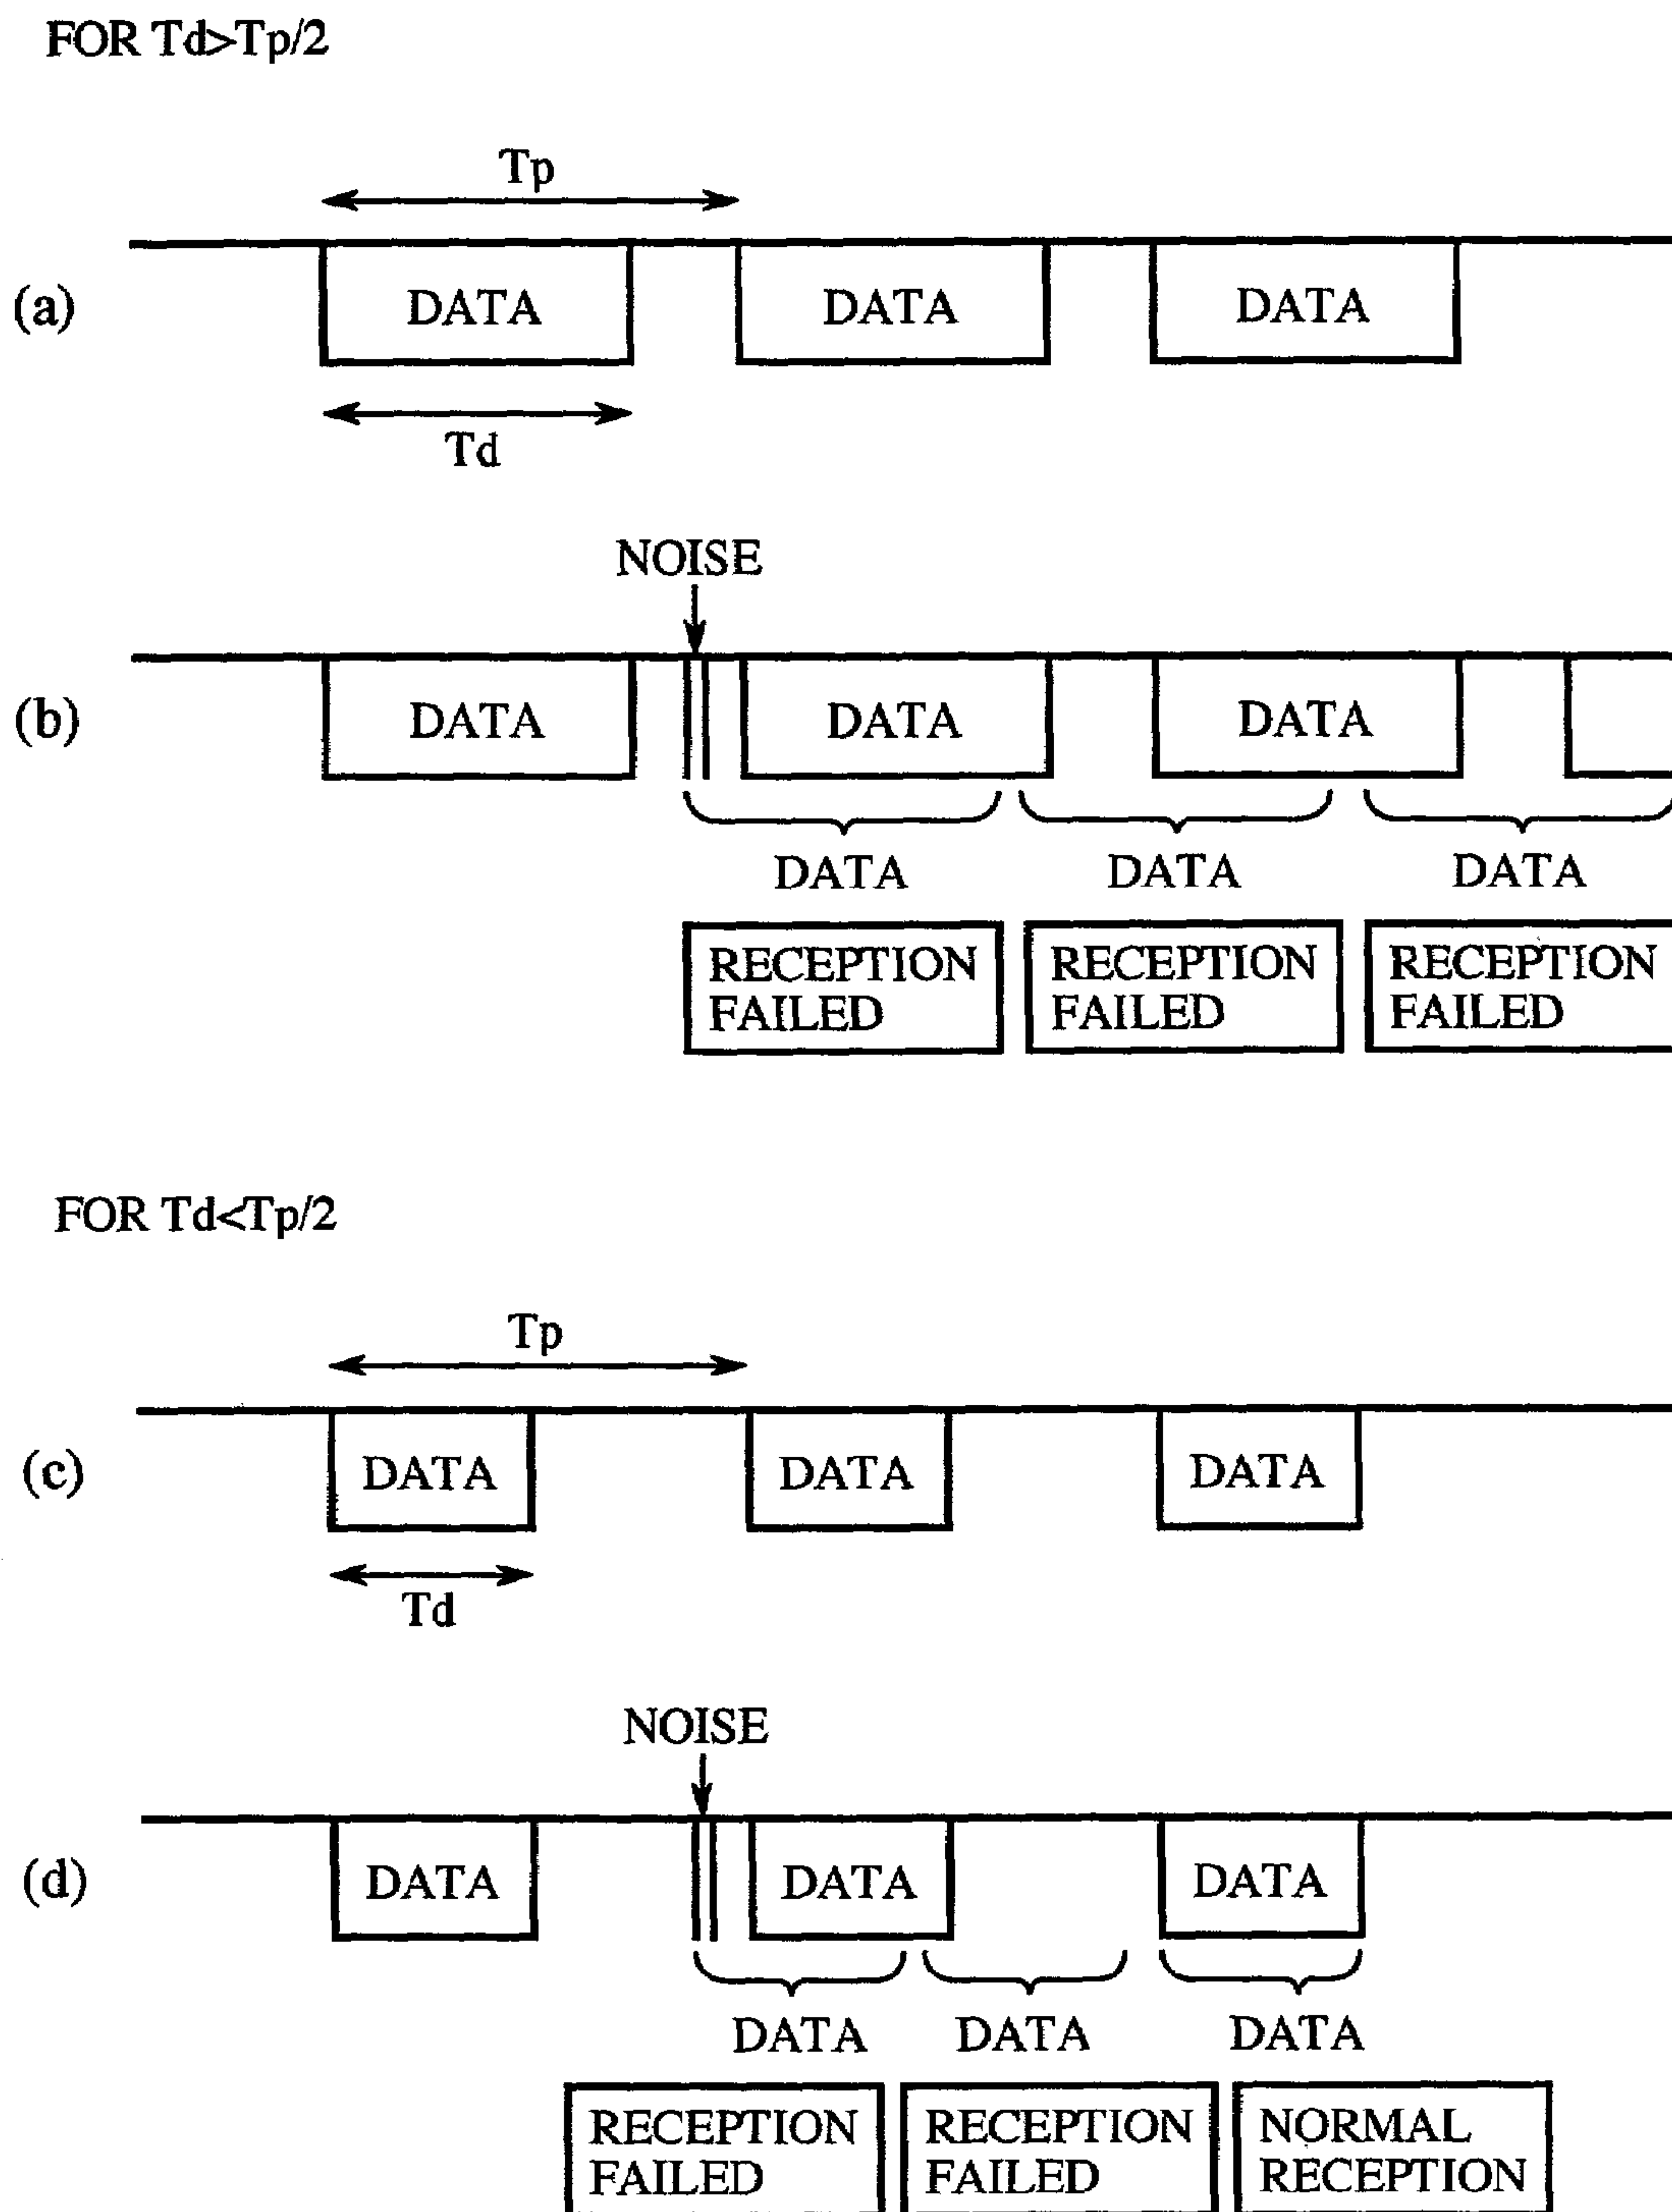 FOR Td>Tp/2
Tp
(a)
DATA DATA DATA
Td
NOISE
(b)
DATA DATA DATA
DATA DATA DATA
RECEPTION FAILED
RECEPTION FAILED
RECEPTION FAILED
FOR Td<Tp/2
Tp
(c)
DATA DATA DATA
Td
NOISE
(d)
DATA DATA DATA
DATA DATA DATA
RECEPTION FAILED
RECEPTION FAILED
NORMAL RECEPTION